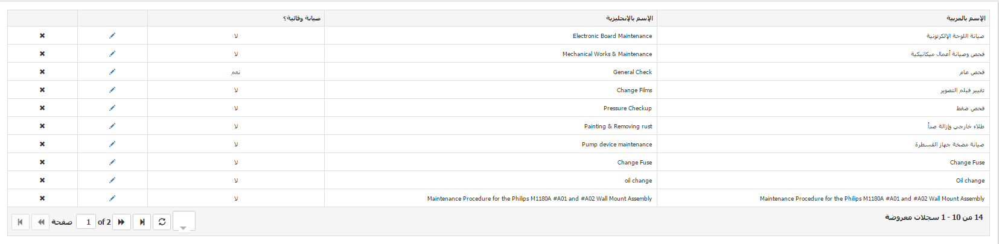 الإسم بالعربية الإسم بالإنجليزية صيانة وقائية؟
صيانة اللوحة الإلكرتونية Electronic Board Maintenance لا
فحص وصيانة أعمال ميكانيكية Mechanical Works & Maintenance لا
فحص عام General Check نعم
تغيير فيلم التصوير Change Films لا
فحص ضغط Pressure Checkup لا
طلاء خارجي وإزالة صدأ Painting & Removing rust لا
صيانة مضخة جهاز القسطرة Pump device maintenance لا
Change Fuse Change Fuse لا
Oil change oil change لا
Maintenance Procedure for the Philips M1180A #A01 and #A02 Wall Mount Assembly Maintenance Procedure for the Philips M1180A #A01 and #A02 Wall Mount Assembly لا
14 من 10 - 1 سجلات معروضة
صفحة 1 of 2